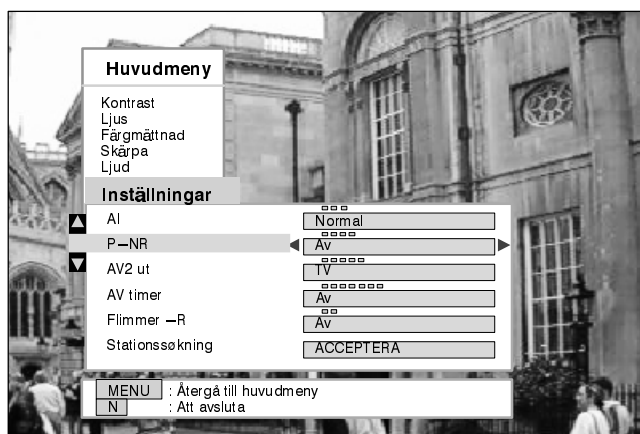 Huvudmeny
Kontrast
Ljus
Färgmättnad
Skärpa
Ljud
Inställningar
AI Normal
P-NR Av
AV2 ut TV
AV timer Av
Flimmer -R Av
Stationssøkning ACCEPTERA
MENU : Återgå till huvudmeny
N : Att avsluta